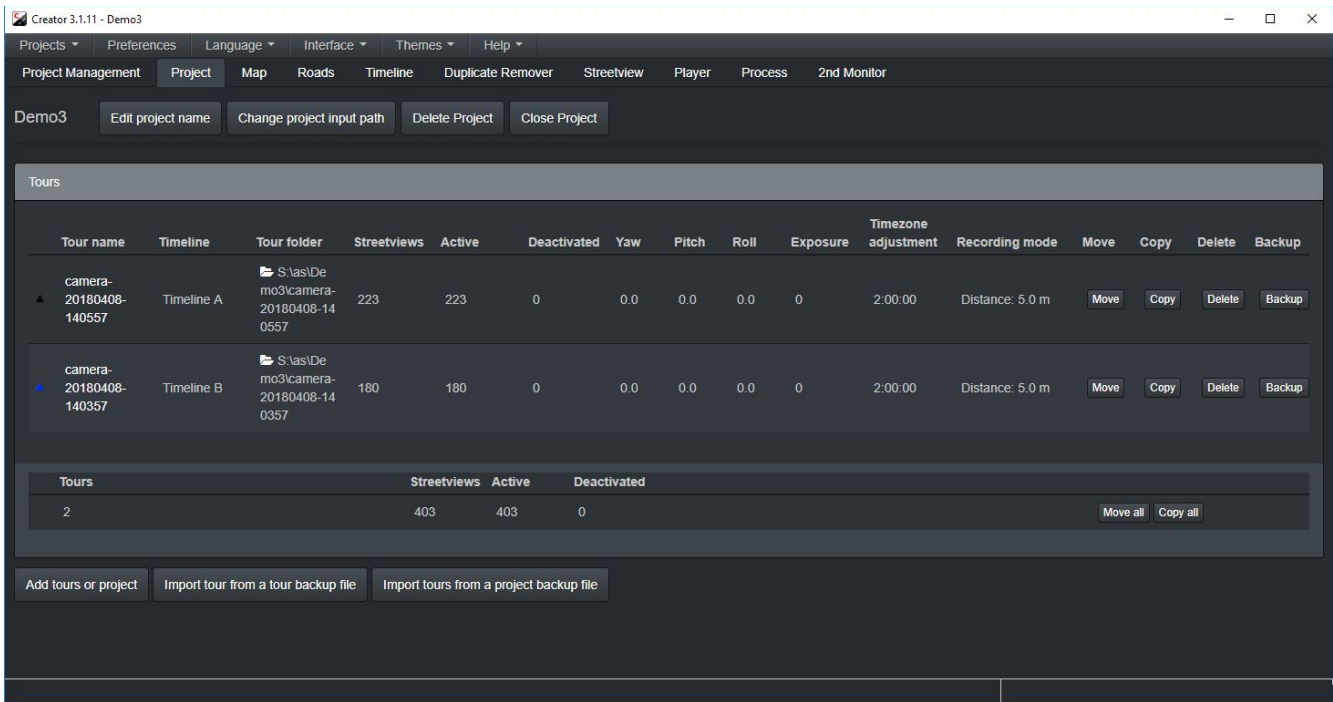 Creator 3.1.11 - Demo3
Projects Preferences Language Interface Themes Help
Project Management Project Map Roads Timeline Duplicate Remover Streetview Player Process 2nd Monitor
Demo3 Edit project name Change project input path Delete Project Close Project
Tours
Timezone
Tour name Timeline Tour folder Streetviews Active Deactivated Yaw Pitch Roll Exposure adjustment Recording mode Move Copy Delete Backup
S:\as\De
camera- mo3\camera-
20180408- Timeline A 20180408-14 223 223 0 0.0 0.0 0.0 0 2:00:00 Distance: 5.0 m Move Copy Delete Backup
140557 0557
S:\as\De
camera- mo3\camera-
20180408- Timeline B 20180408-14 180 180 0 0.0 0.0 0.0 0 2:00:00 Distance: 5.0 m Move Copy Delete Backup
140357 0357
Tours Streetviews Active Deactivated
2 403 403 0 Move all Copy all
Add tours or project Import tour from a tour backup file Import tours from a project backup file